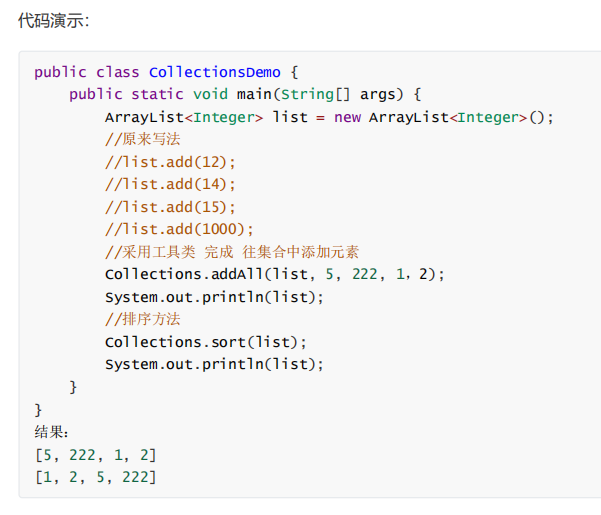 代码演示：
public class CollectionsDemo {
    public static void main(String[] args) {
        ArrayList<Integer> list = new ArrayList<Integer>();
        //原来写法
        //list.add(12);
        //list.add(14);
        //list.add(15);
        //list.add(1000);
        //采用工具类 完成 往集合中添加元素
        Collections.addAll(list, 5, 222, 1，2);
        System.out.println(list);
        //排序方法
        Collections.sort(list);
        System.out.println(list);
    }
}
结果：
[5, 222, 1, 2]
[1, 2, 5, 222]